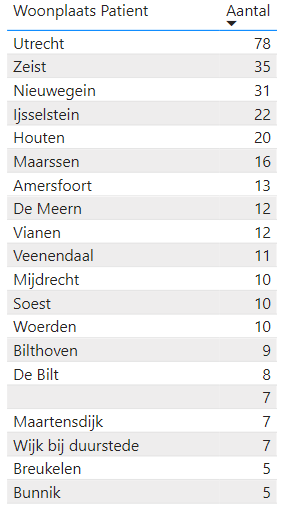 Woonplaats Patient Aantal
Utrecht 78
Zeist 35
Nieuwegein 31
Ijsselstein 22
Houten 20
Maarssen 16
Amersfoort 13
De Meern 12
Vianen 12
Veenendaal 11
Mijdrecht 10
Soest 10
Woerden 10
Bilthoven 9
De Bilt 8
7
Maartensdijk 7
Wijk bij duurstede 7
Breukelen 5
Bunnik 5